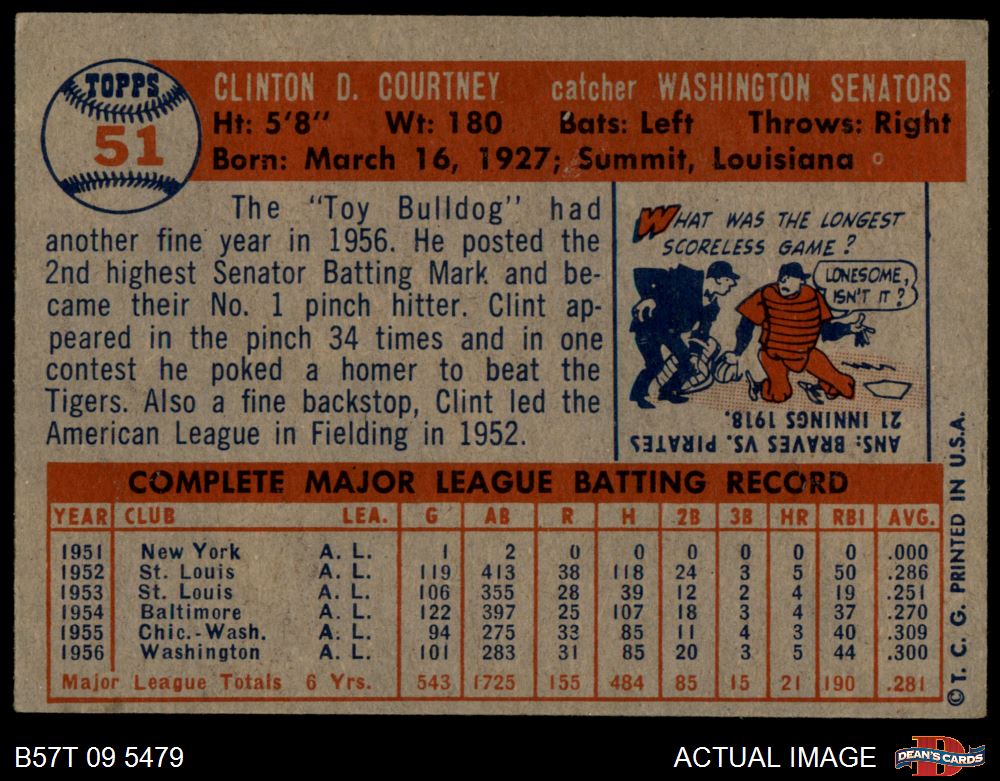 TOPPS
51
CLINTON D. COURTNEY catcher WASHINGTON SENATORS
Ht: 5'8" Wt: 180 Bats: Left Throws: Right
Born: March 16, 1927; Summit, Louisiana
The "Toy Bulldog" had
another fine year in 1956. He posted the
2nd highest Senator Batting Mark and be-
came their No. 1 pinch hitter. Clint ap-
peared in the pinch 34 times and in one
contest he poked a homer to beat the
Tigers. Also a fine backstop, Clint led the
American League in Fielding in 1952.
WHAT WAS THE LONGEST
SCORELESS GAME?
LONESOME,
ISN'T IT?
ANS: BRAVES VS. PIRATES
21 INNINGS 1918.
COMPLETE MAJOR LEAGUE BATTING RECORD
YEAR CLUB LEA. G AB R H 2B 3B HR RBI AVG.
1951 New York A. L. 1 2 0 0 0 0 0 0 .000
1952 St. Louis A. L. 119 413 38 118 24 3 5 50 .286
1953 St. Louis A. L. 106 355 28 39 12 2 4 19 .251
1954 Baltimore A. L. 122 397 25 107 18 3 4 37 .270
1955 Chic.-Wash. A. L. 94 275 33 85 11 4 3 40 .309
1956 Washington A. L. 101 283 31 85 20 3 5 44 .300
Major League Totals 6 Yrs. 543 1725 155 484 85 15 21 190 .281
© T. C. G. PRINTED IN U.S.A.
B57T 09 5479
ACTUAL IMAGE
D
DEAN'S CARDS